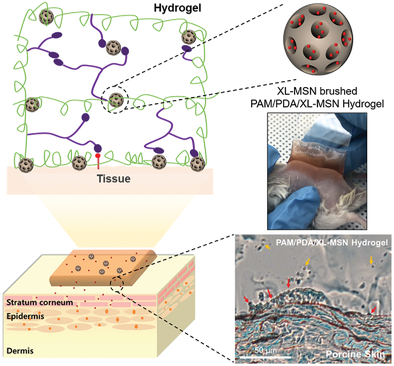 Hydrogel
XL-MSN brushed
PAM/PDA/XL-MSN Hydrogel
Tissue
PAM/PDA/XL-MSN Hydrogel
Stratum corneum
Epidermis
Dermis
50 μm
Porcine Skin